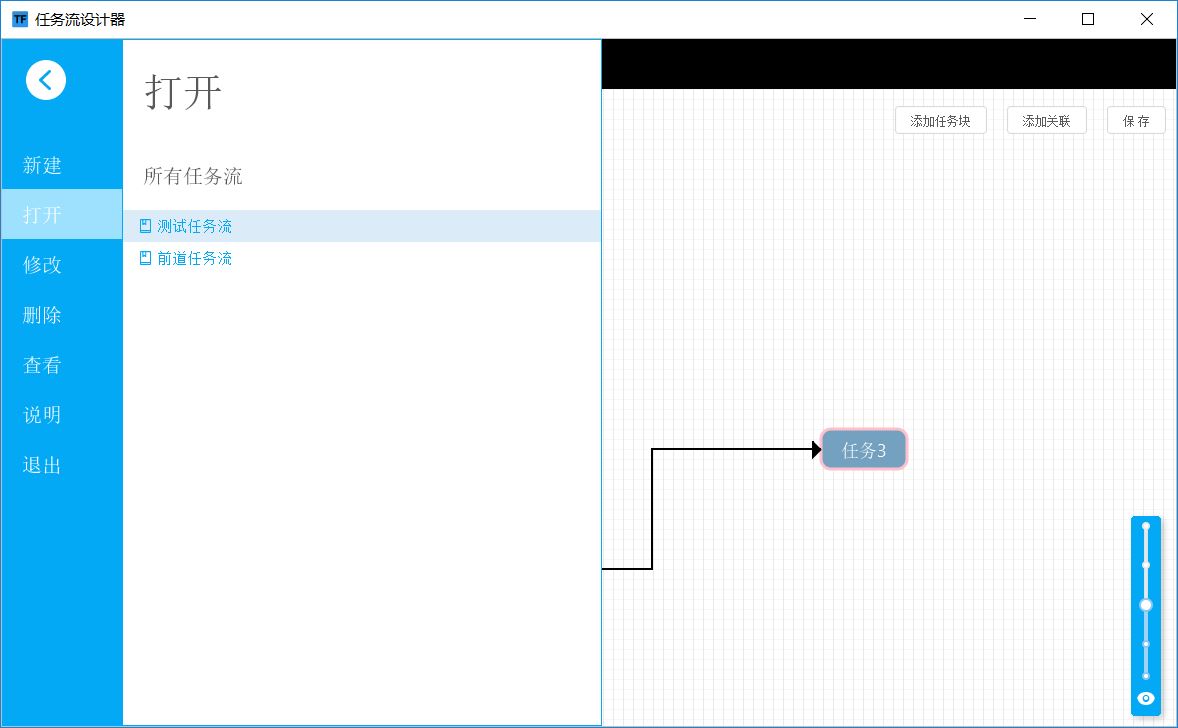 TF 任务流设计器
打开
添加任务块
添加关联
保存
新建
所有任务流
打开
测试任务流
修改
前道任务流
删除
查看
说明
任务3
退出